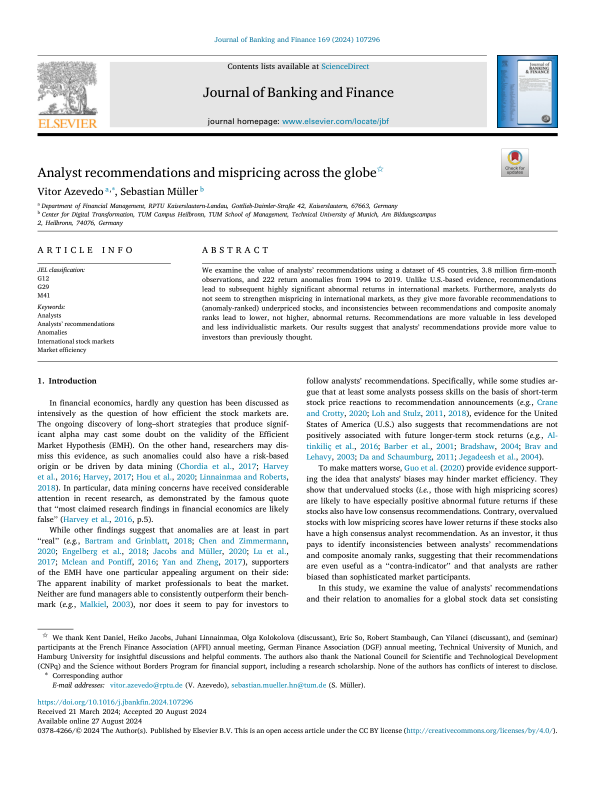 Journal of Banking and Finance 169 (2024) 107296
Contents lists available at ScienceDirect
Journal of Banking and Finance
journal homepage: www.elsevier.com/locate/jbf
ELSEVIER
Journal of
BANKING
& FINANCE
Check for
updates
Analyst recommendations and mispricing across the globe☆
Vitor Azevedo a,*, Sebastian Müller b
a Department of Financial Management, RPTU Kaiserslautern-Landau, Gottlieb-Daimler-Straße 42, Kaiserslautern, 67663, Germany
b Center for Digital Transformation, TUM Campus Heilbronn, TUM School of Management, Technical University of Munich, Am Bildungscampus
2, Heilbronn, 74076, Germany
ARTICLE INFO
JEL classification:
G12
G29
M41
Keywords:
Analysts
Analysts' recommendations
Anomalies
International stock markets
Market efficiency
ABSTRACT
We examine the value of analysts' recommendations using a dataset of 45 countries, 3.8 million firm-month
observations, and 222 return anomalies from 1994 to 2019. Unlike U.S.-based evidence, recommendations
lead to subsequent highly significant abnormal returns in international markets. Furthermore, analysts do
not seem to strengthen mispricing in international markets, as they give more favorable recommendations to
(anomaly-ranked) underpriced stocks, and inconsistencies between recommendations and composite anomaly
ranks lead to lower, not higher, abnormal returns. Recommendations are more valuable in less developed
and less individualistic markets. Our results suggest that analysts' recommendations provide more value to
investors than previously thought.
1. Introduction
In financial economics, hardly any question has been discussed as
intensively as the question of how efficient the stock markets are.
The ongoing discovery of long–short strategies that produce signif-
icant alpha may cast some doubt on the validity of the Efficient
Market Hypothesis (EMH). On the other hand, researchers may dis-
miss this evidence, as such anomalies could also have a risk-based
origin or be driven by data mining (Chordia et al., 2017; Harvey
et al., 2016; Harvey, 2017; Hou et al., 2020; Linnainmaa and Roberts,
2018). In particular, data mining concerns have received considerable
attention in recent research, as demonstrated by the famous quote
that "most claimed research findings in financial economics are likely
false" (Harvey et al., 2016, p.5).
While other findings suggest that anomalies are at least in part
"real" (e.g., Bartram and Grinblatt, 2018; Chen and Zimmermann,
2020; Engelberg et al., 2018; Jacobs and Müller, 2020; Lu et al.,
2017; Mclean and Pontiff, 2016; Yan and Zheng, 2017), supporters
of the EMH have one particular appealing argument on their side:
The apparent inability of market professionals to beat the market.
Neither are fund managers able to consistently outperform their bench-
mark (e.g., Malkiel, 2003), nor does it seem to pay for investors to
follow analysts' recommendations. Specifically, while some studies ar-
gue that at least some analysts possess skills on the basis of short-term
stock price reactions to recommendation announcements (e.g., Crane
and Crotty, 2020; Loh and Stulz, 2011, 2018), evidence for the United
States of America (U.S.) also suggests that recommendations are not
positively associated with future longer-term stock returns (e.g., Al-
tınkılıç et al., 2016; Barber et al., 2001; Bradshaw, 2004; Brav and
Lehavy, 2003; Da and Schaumburg, 2011; Jegadeesh et al., 2004).
To make matters worse, Guo et al. (2020) provide evidence support-
ing the idea that analysts' biases may hinder market efficiency. They
show that undervalued stocks (i.e., those with high mispricing scores)
are likely to have especially positive abnormal future returns if these
stocks also have low consensus recommendations. Contrary, overvalued
stocks with low mispricing scores have lower returns if these stocks also
have a high consensus analyst recommendation. As an investor, it thus
pays to identify inconsistencies between analysts' recommendations
and composite anomaly ranks, suggesting that their recommendations
are even useful as a "contra-indicator" and that analysts are rather
biased than sophisticated market participants.
In this study, we examine the value of analysts' recommendations
and their relation to anomalies for a global stock data set consisting
☆ We thank Kent Daniel, Heiko Jacobs, Juhani Linnainmaa, Olga Kolokolova (discussant), Eric So, Robert Stambaugh, Can Yilanci (discussant), and (seminar)
participants at the French Finance Association (AFFI) annual meeting, German Finance Association (DGF) annual meeting, Technical University of Munich, and
Hamburg University for insightful discussions and helpful comments. The authors also thank the National Council for Scientific and Technological Development
(CNPq) and the Science without Borders Program for financial support, including a research scholarship. None of the authors has conflicts of interest to disclose.
* Corresponding author
E-mail addresses: vitor.azevedo@rptu.de (V. Azevedo), sebastian.mueller.hn@tum.de (S. Müller).
https://doi.org/10.1016/j.jbankfin.2024.107296
Received 21 March 2024; Accepted 20 August 2024
Available online 27 August 2024
0378-4266/© 2024 The Author(s). Published by Elsevier B.V. This is an open access article under the CC BY license (http://creativecommons.org/licenses/by/4.0/).